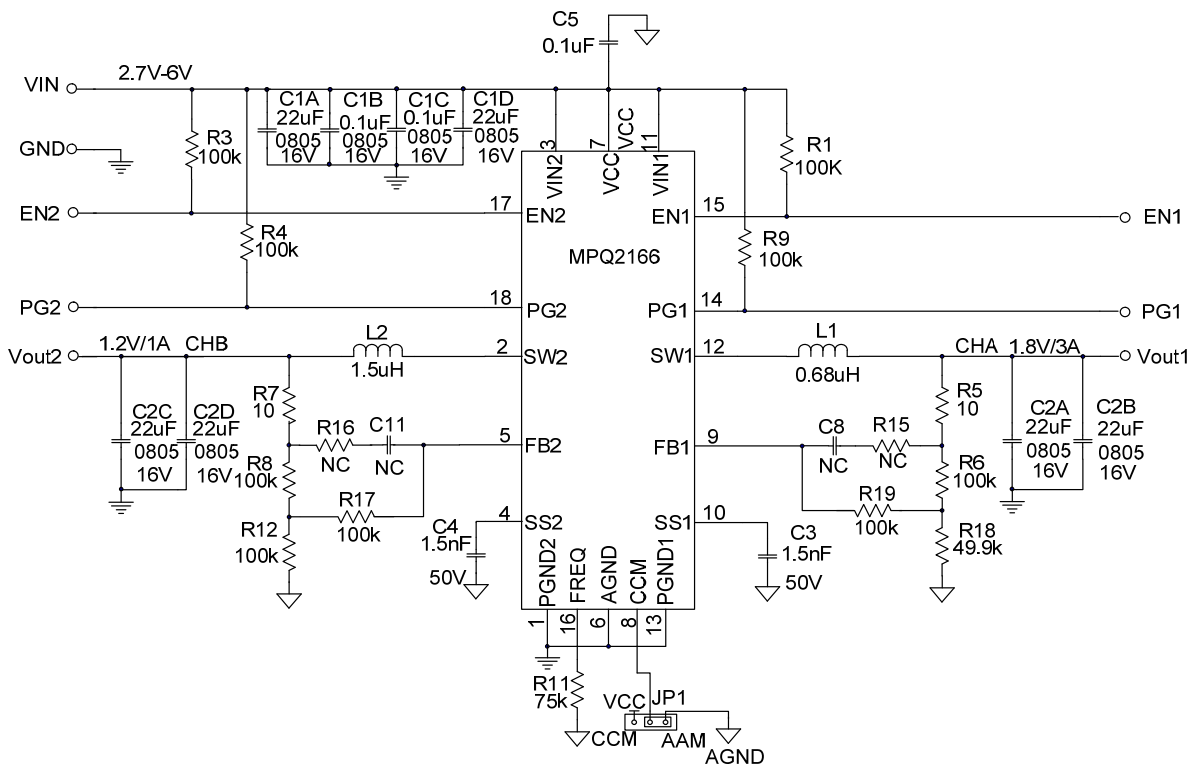 C5
0.1uF
VIN
2.7V-6V
GND
R3
100k
C1A
22uF
0805
16V
C1B
0.1uF
0805
16V
C1C
0.1uF
0805
16V
C1D
22uF
0805
16V
3
VIN2
7
VCC
VCC
11
VIN1
R1
100K
EN2
17
EN2
EN1
15
EN1
R4
100k
MPQ2166
R9
100k
PG2
18
PG2
PG1
14
PG1
Vout2
1.2V/1A
CHB
L2
1.5uH
2
SW2
SW1
12
L1
0.68uH
CHA
1.8V/3A
Vout1
R7
10
R5
10
C2C
22uF
0805
16V
C2D
22uF
0805
16V
R16
NC
C11
NC
5
FB2
FB1
9
C8
NC
R15
NC
C2A
22uF
0805
16V
C2B
22uF
0805
16V
R8
100k
R17
100k
R6
100k
R19
100k
R12
100k
4
SS2
SS1
10
C4
1.5nF
50V
C3
1.5nF
50V
R18
49.9k
PGND2
FREQ
AGND
CCM
PGND1
1
16
6
8
13
R11
75k
VCC
JP1
CCM
AAM
AGND